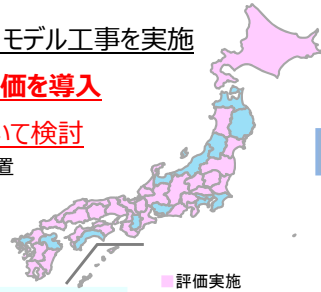 モデル工事を実施
価を導入
いて検討
置
評価実施